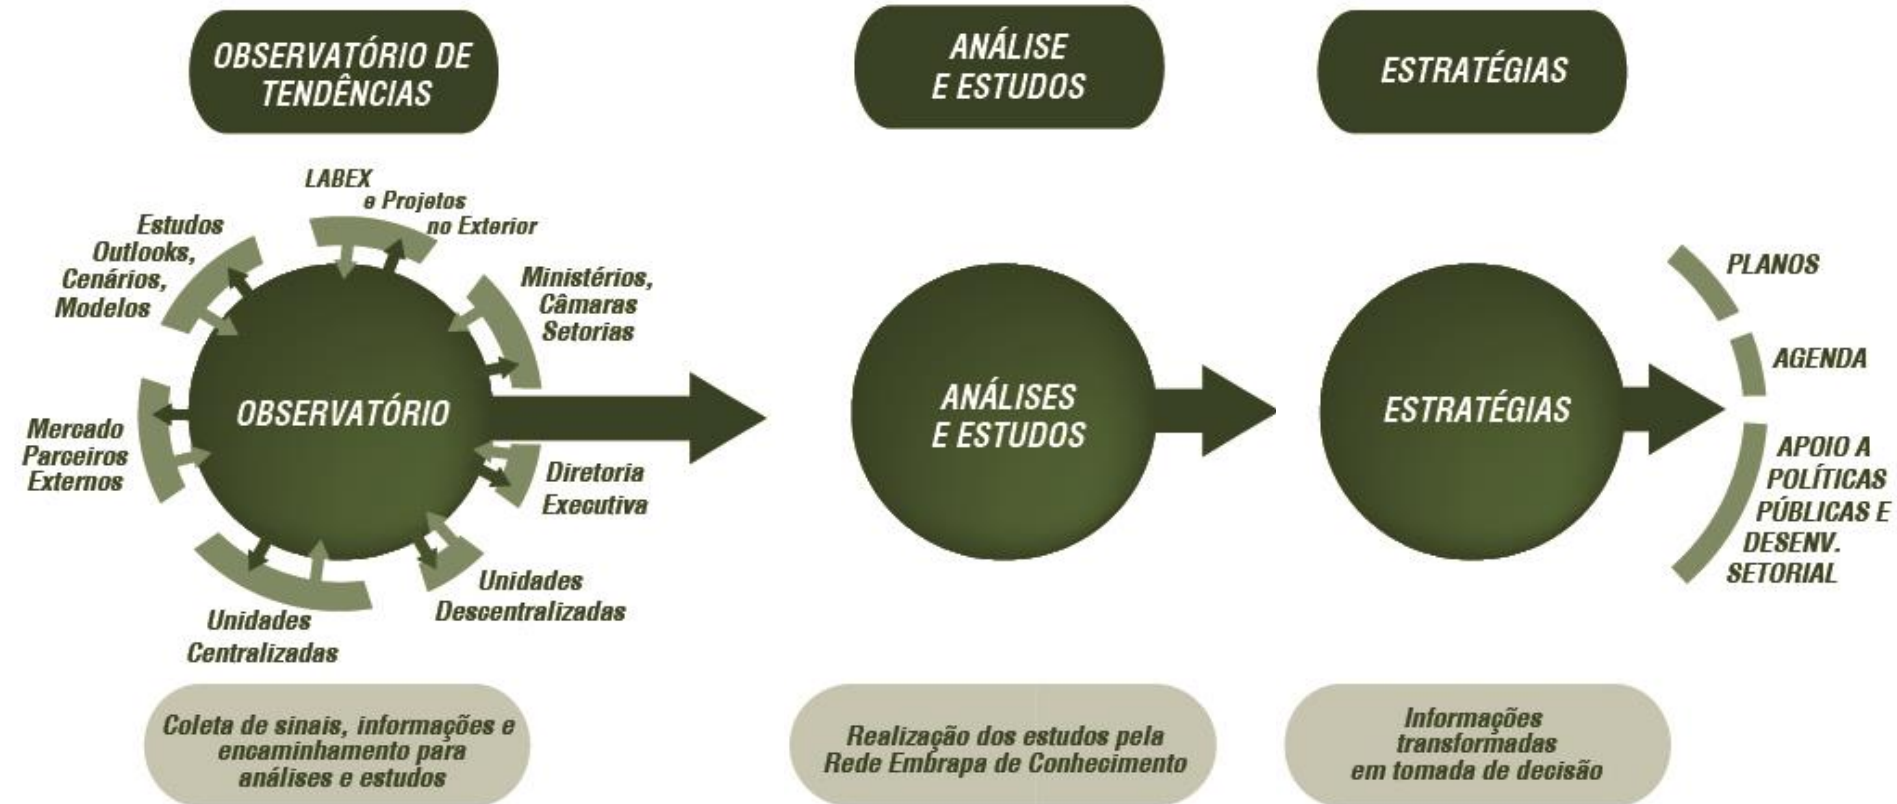 OBSERVATÓRIO DE
TENDÊNCIAS
ANÁLISE
E ESTUDOS
ESTRATÉGIAS
LABEX
e Projetos
no Exterior
Estudos
Outlooks,
Cenários,
Modelos
Ministérios,
Câmaras
Setorias
Mercado
Parceiros
Externos
OBSERVATÓRIO
Diretoria
Executiva
Unidades
Descentralizadas
Unidades
Centralizadas
ANÁLISES
E ESTUDOS
ESTRATÉGIAS
PLANOS
AGENDA
APOIO A
POLÍTICAS
PÚBLICAS E
DESENV.
SETORIAL
Coleta de sinais, informações e
encaminhamento para
análises e estudos
Realização dos estudos pela
Rede Embrapa de Conhecimento
Informações
transformadas
em tomada de decisão